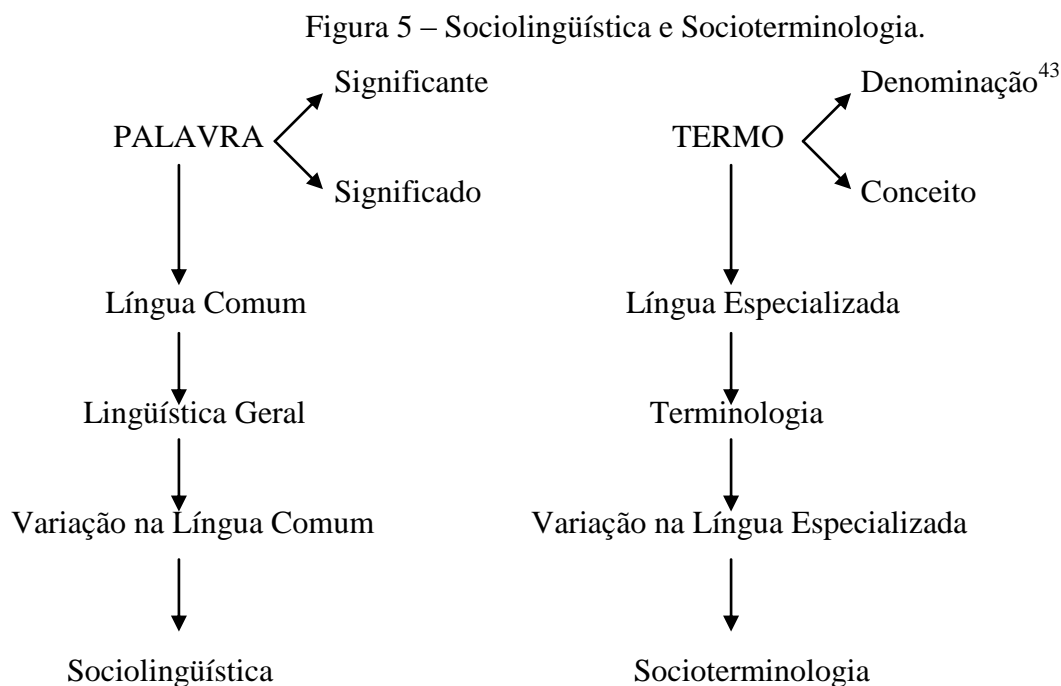 Figura 5 – Sociolingüística e Socioterminologia.
Significante
Denominação43
PALAVRA
TERMO
Significado
Conceito
Língua Comum
Língua Especializada
Lingüística Geral
Terminologia
Variação na Língua Comum
Variação na Língua Especializada
Sociolingüística
Socioterminologia